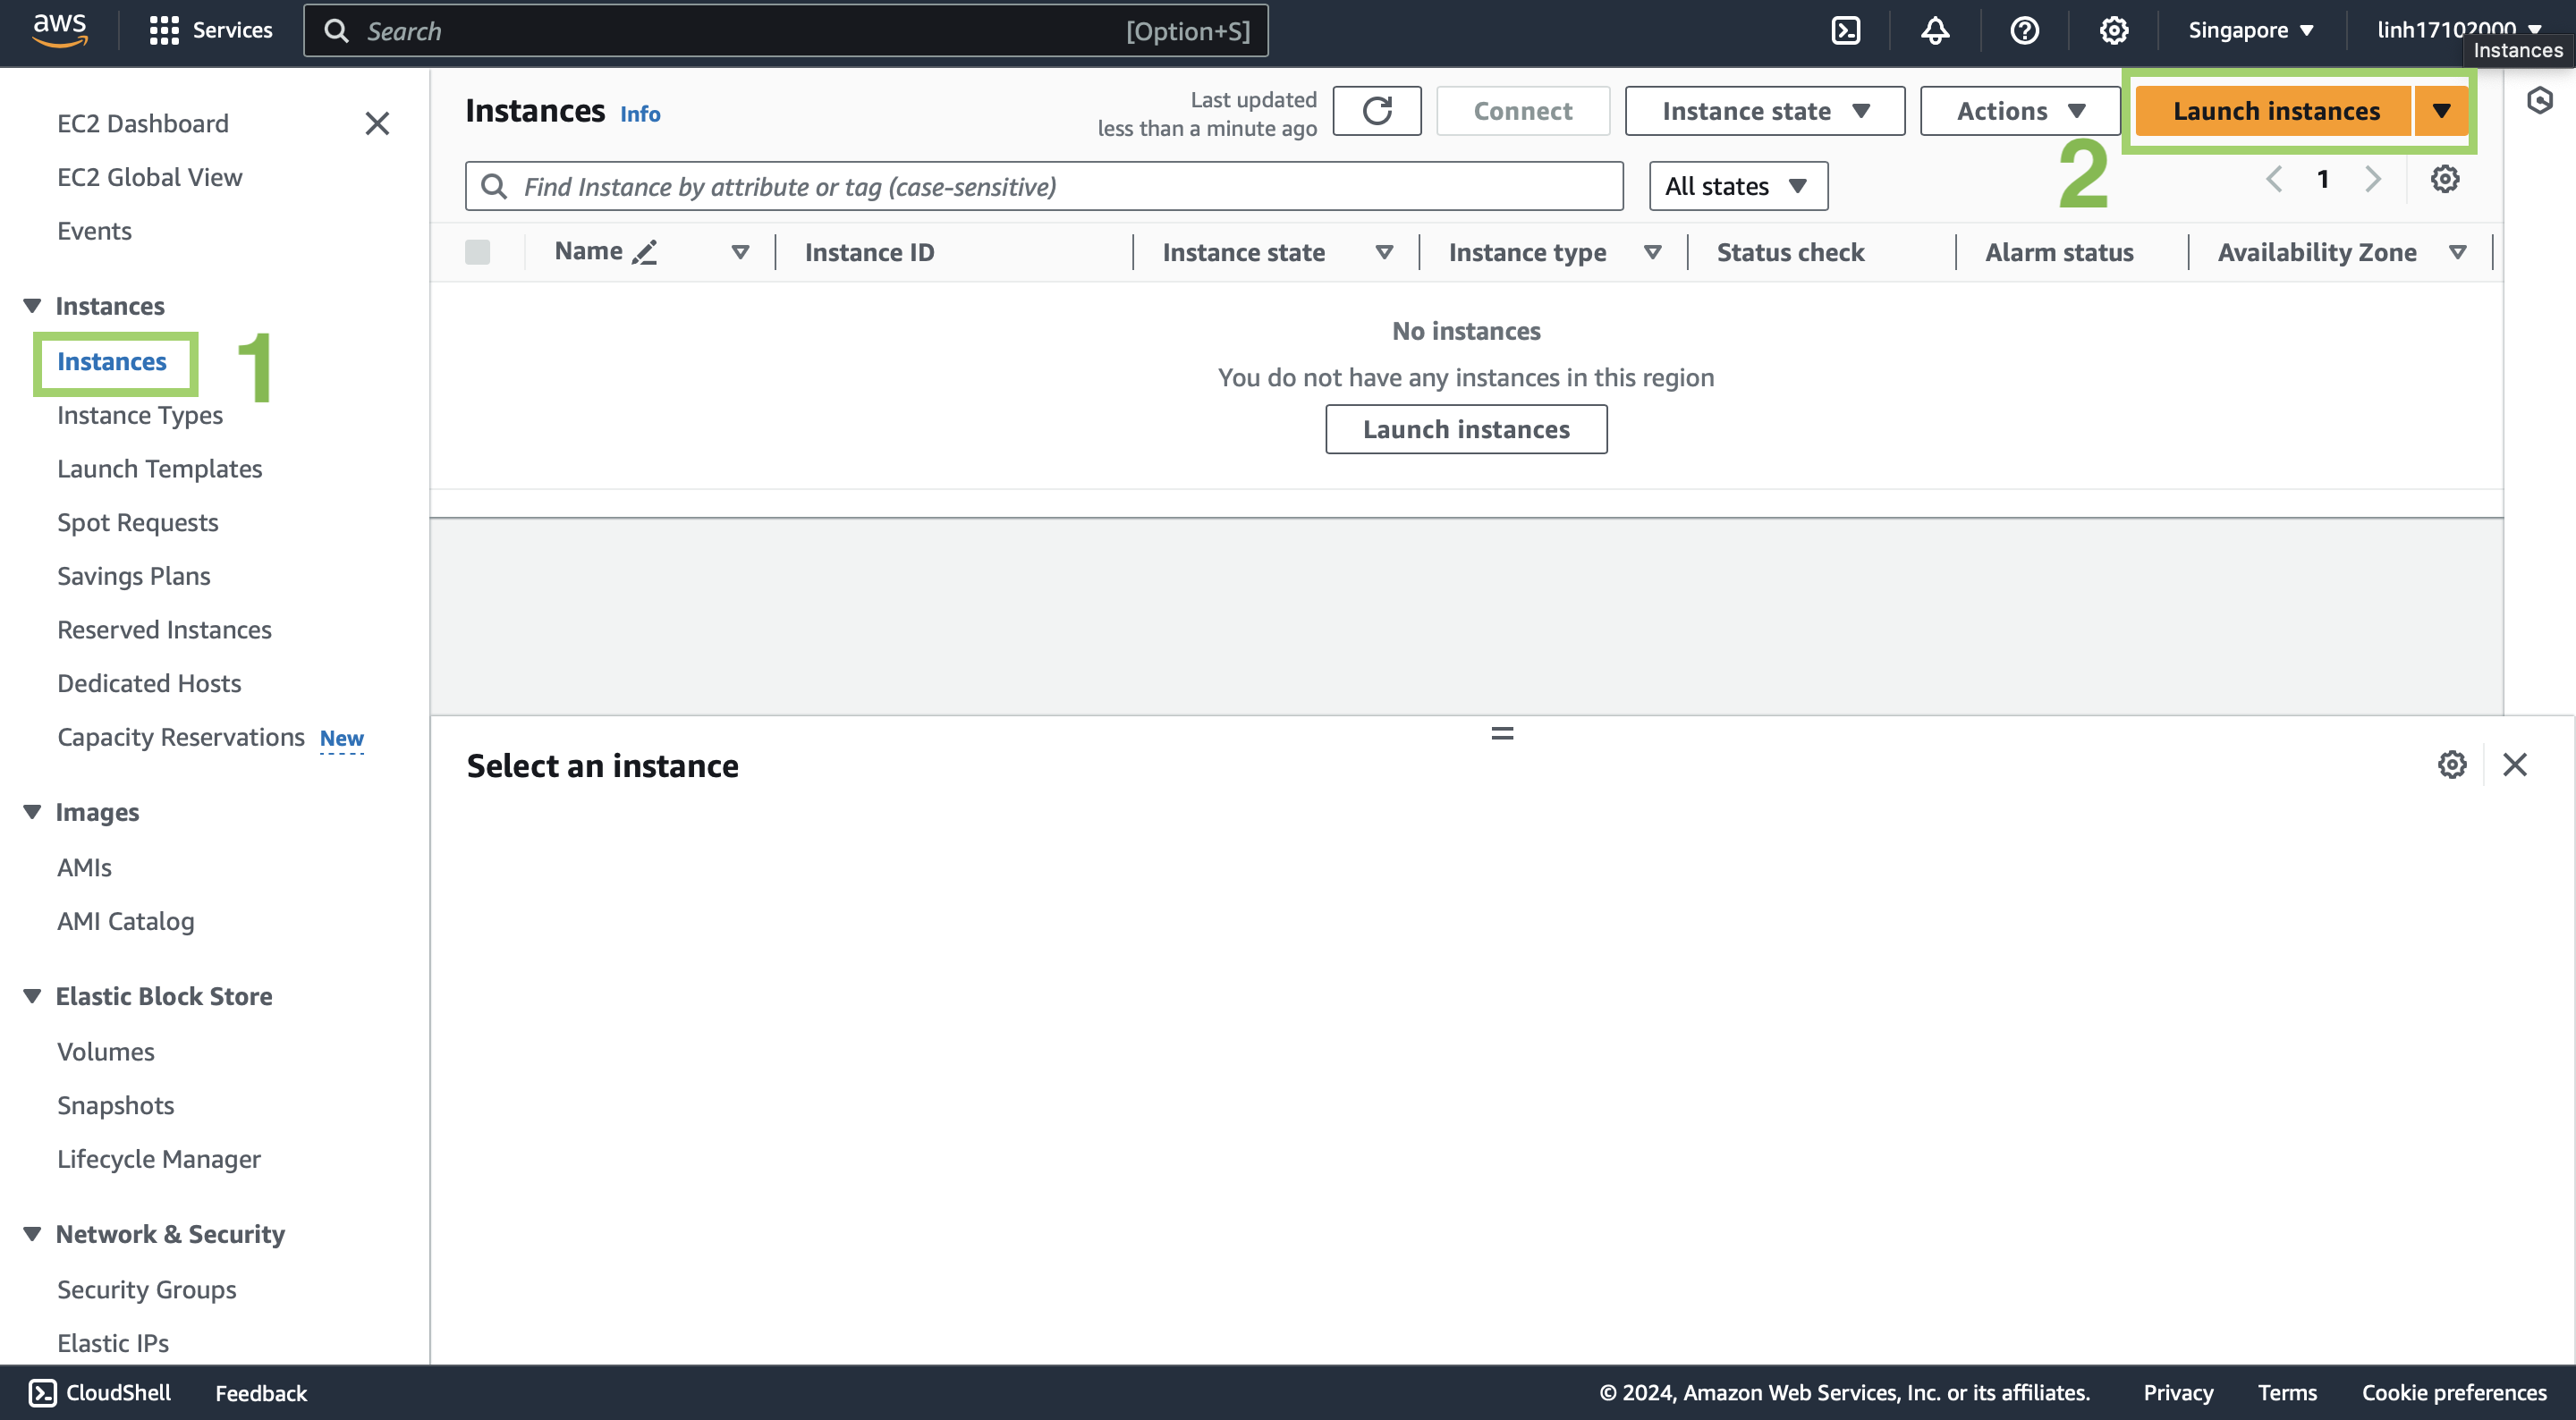 aws
Services
Search
[Option+S]
Singapore
linh17102000
Instances
EC2 Dashboard
EC2 Global View
Events
Instances
Instances
1
Instance Types
Launch Templates
Spot Requests
Savings Plans
Reserved Instances
Dedicated Hosts
Capacity Reservations New
Images
AMIs
AMI Catalog
Elastic Block Store
Volumes
Snapshots
Lifecycle Manager
Network & Security
Security Groups
Elastic IPs
Instances Info
Last updated
less than a minute ago
Connect
Instance state
Actions
Launch instances
2
Find Instance by attribute or tag (case-sensitive)
All states
1
Name
Instance ID
Instance state
Instance type
Status check
Alarm status
Availability Zone
No instances
You do not have any instances in this region
Launch instances
Select an instance
CloudShell
Feedback
© 2024, Amazon Web Services, Inc. or its affiliates.
Privacy
Terms
Cookie preferences